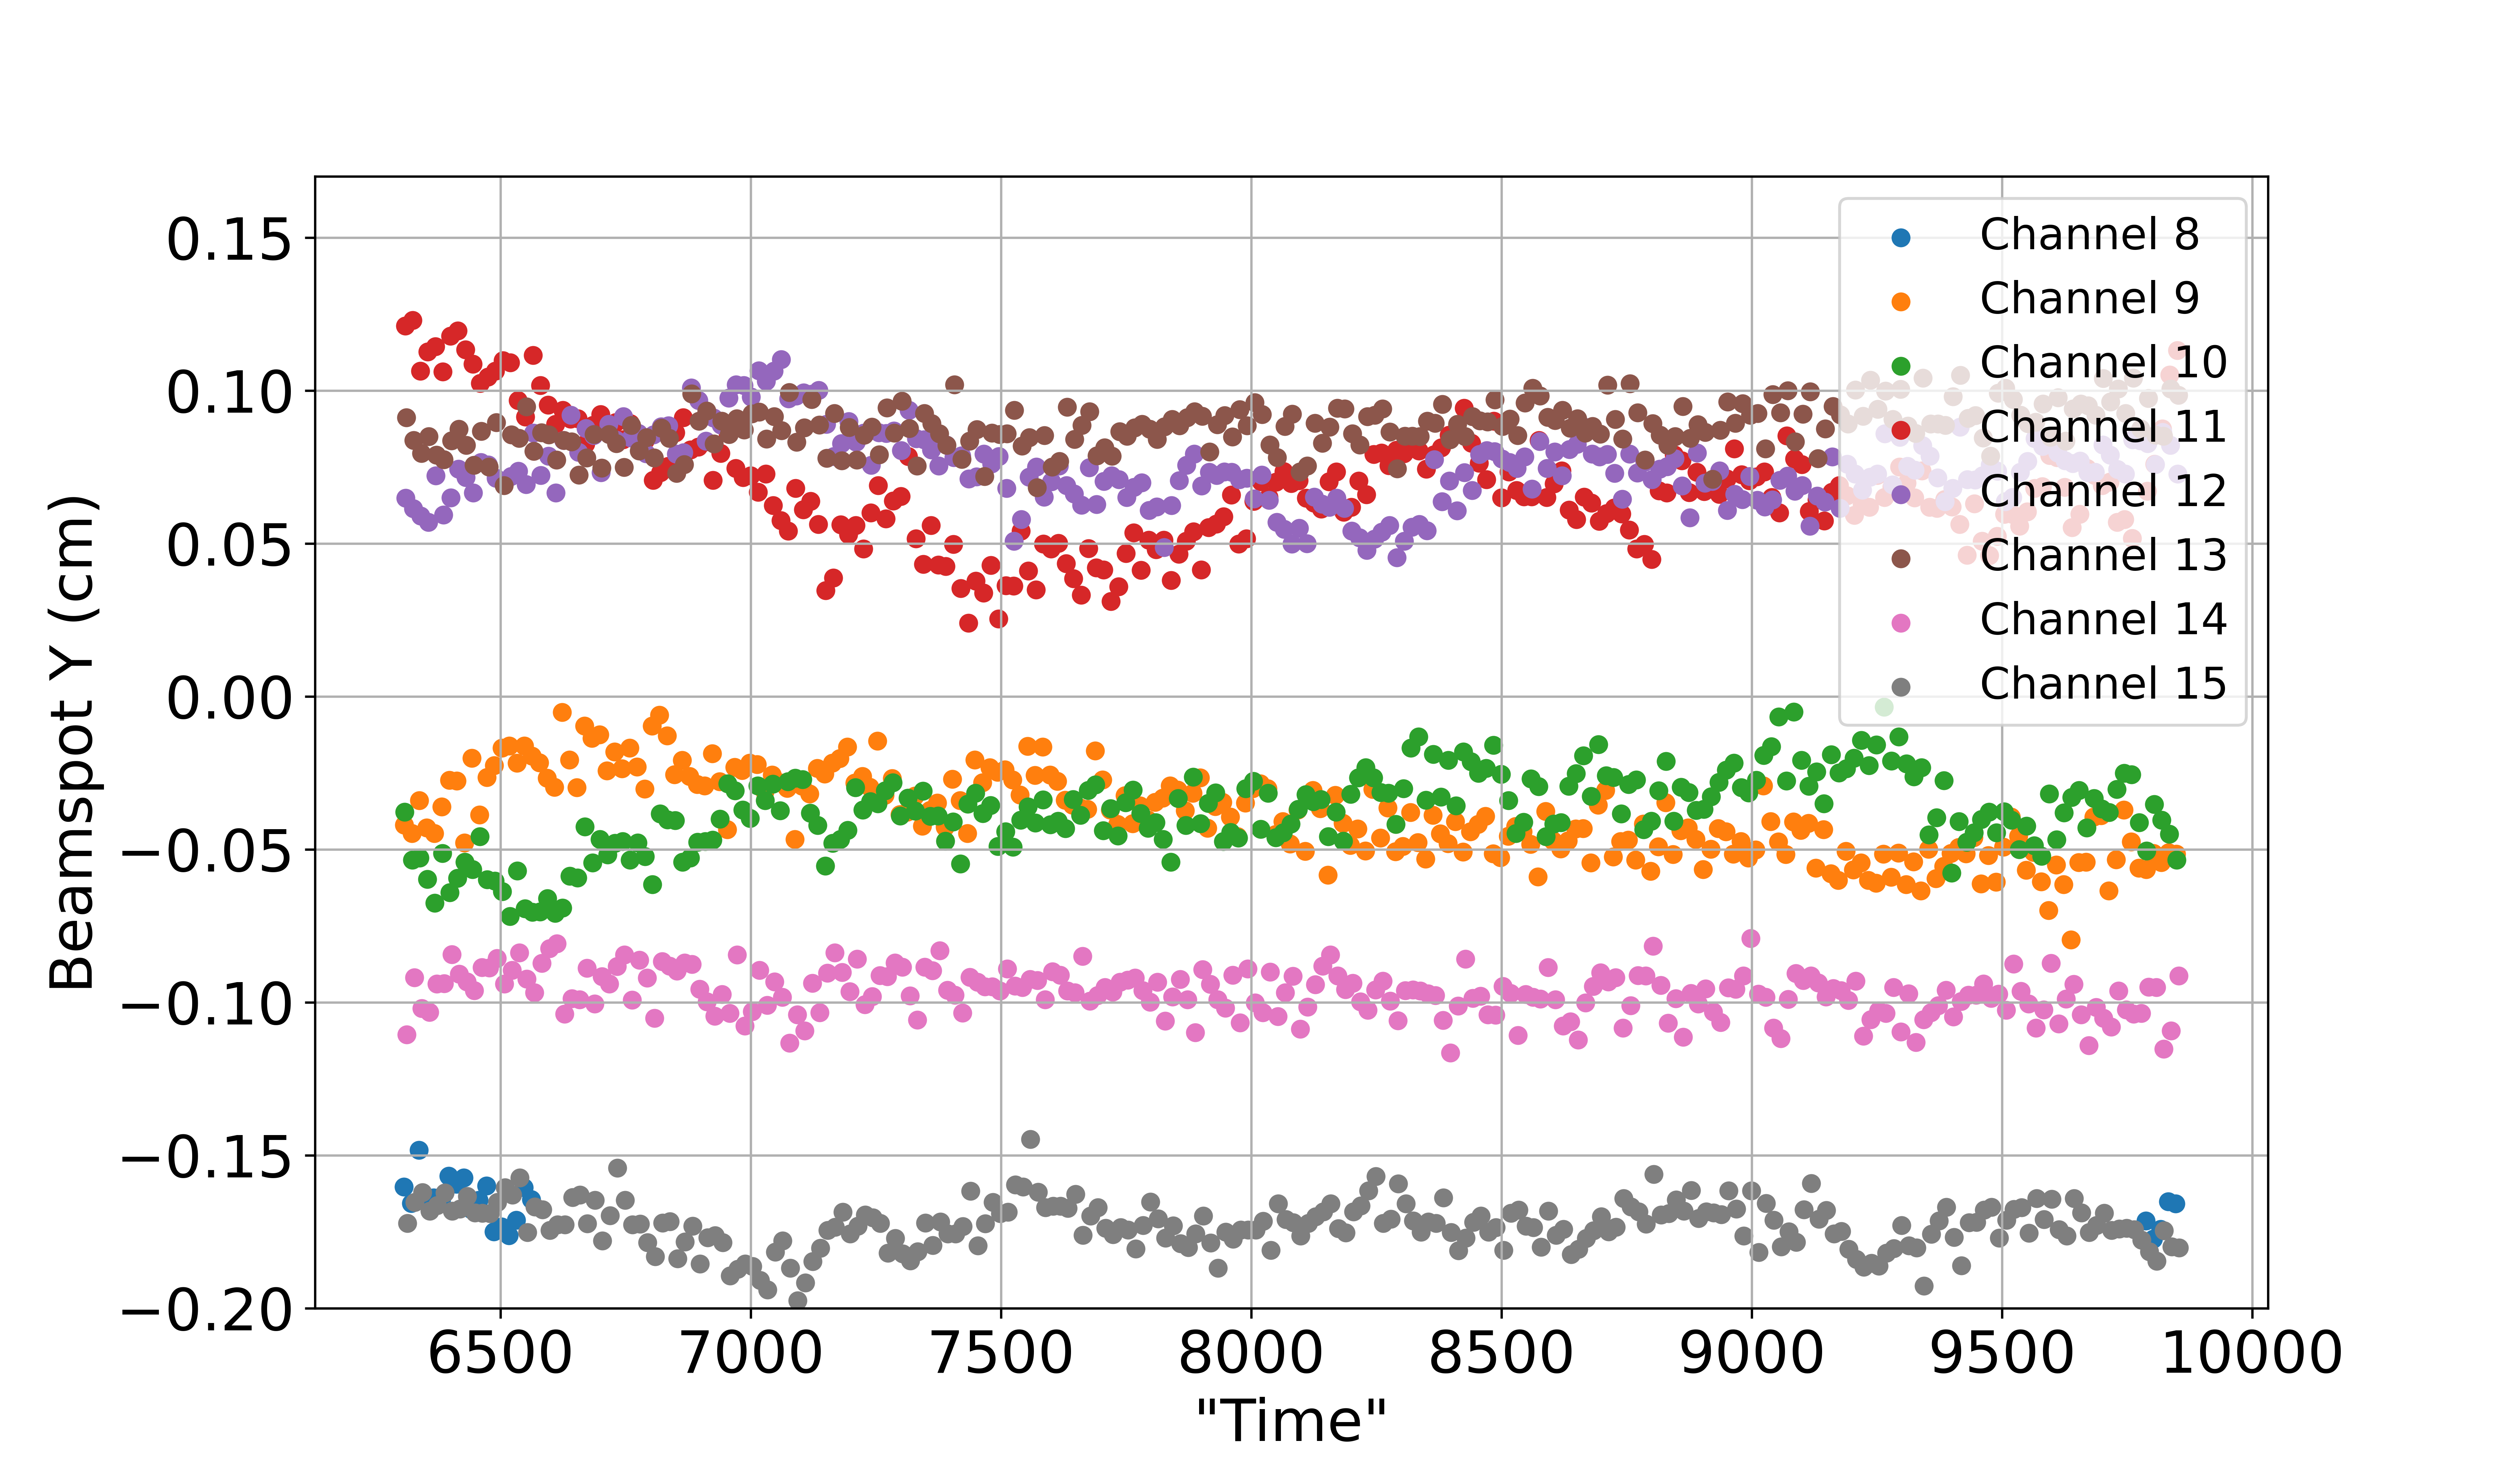 Beamspot Y (cm)
0.15
0.10
0.05
0.00
−0.05
−0.10
−0.15
−0.20
Channel 8
Channel 9
Channel 10
Channel 11
Channel 12
Channel 13
Channel 14
Channel 15
6500 7000 7500 8000 8500 9000 9500 10000
"Time"